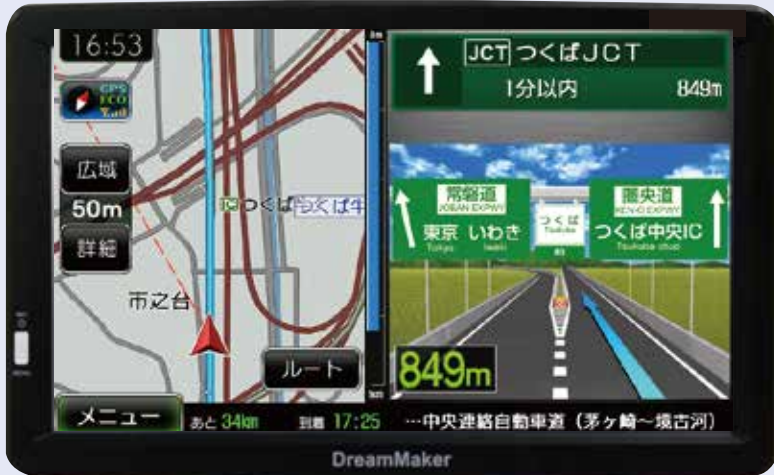 16:53
GPS
ECO
広域
50m
詳細
つくば
市之台
ルート
メニュー
あと 34km
到着 17:25
JCT つくばJCT
1分以内 849m
常磐道
JOBAN EXPWY
東京 いわき
Tokyo Iwaki
つくば
Tsukuba
圏央道
KEN-O EXPWY
つくば中央IC
Tsukuba chuo
849m
…中央連絡自動車道（茅ヶ崎〜境古河）
DreamMaker